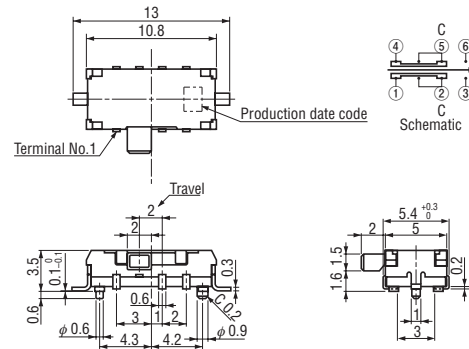 13
10.8
Production date code
Terminal No.1
C
④ ⑤ ⑥
① ② ③
C
Schematic
Travel
2
2
3.5
0.1 0 -0.1
0.6
0.6
0.3
C 0.2
3 1 2
φ 0.6
φ 0.9
4.3 4.2
5.4 +0.3 0
2 5
1.5
1.6
0.2
1
3